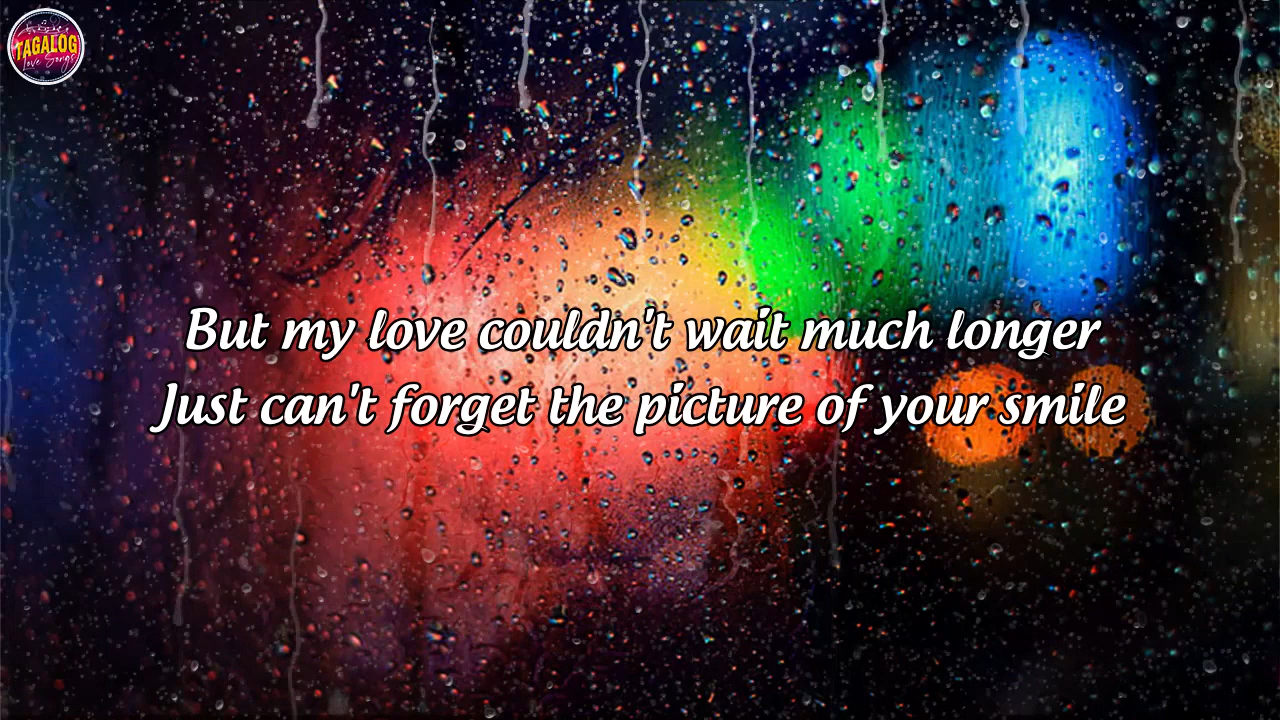 TAGALOG
Love Songs
But my love couldn't wait much longer
Just can't forget the picture of your smile